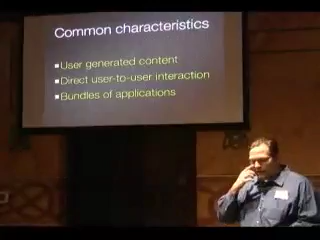 Common characteristics
User generated content
Direct user-to-user interaction
Bundles of applications